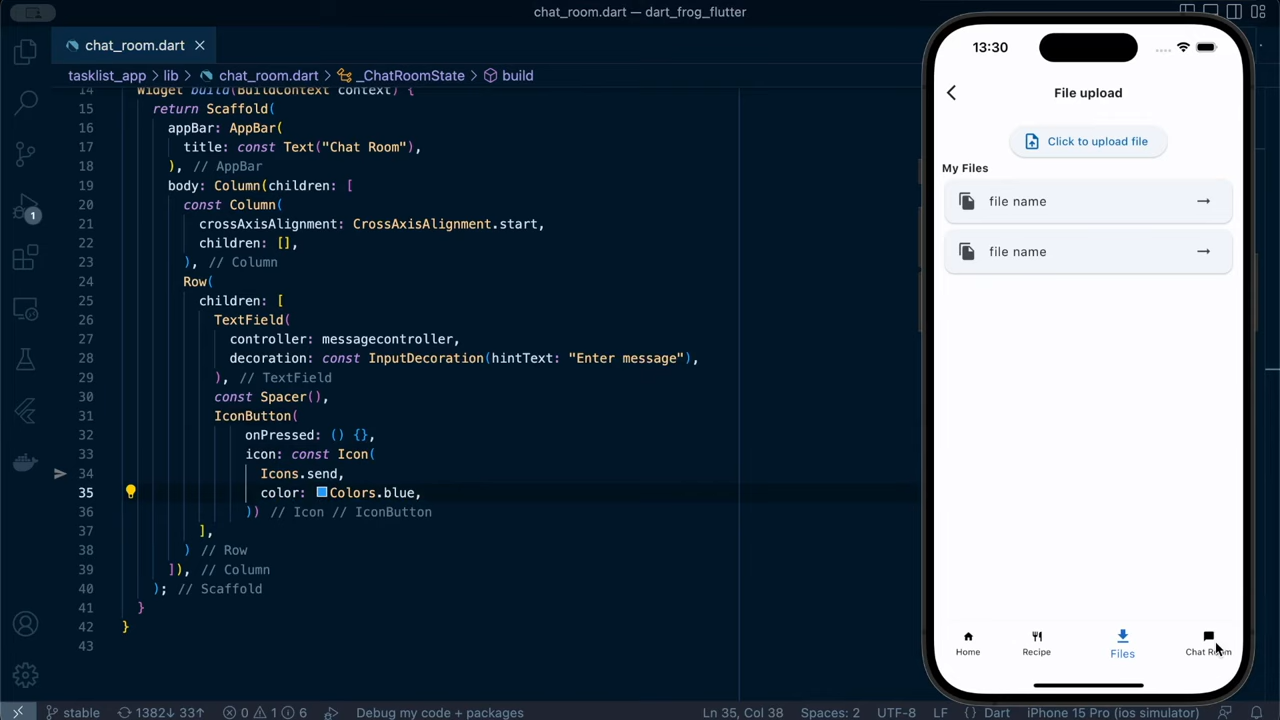 chat_room.dart — dart_frog_flutter
chat_room.dart
tasklist_app > lib > chat_room.dart > _ChatRoomState > build
14 Widget build(BuildContext context) {
15 return Scaffold(
16 appBar: AppBar(
17 title: const Text("Chat Room"),
18 ), // AppBar
19 body: Column(children: [
20 const Column(
21 crossAxisAlignment: CrossAxisAlignment.start,
22 children: [],
23 ), // Column
24 Row(
25 children: [
26 TextField(
27 controller: messagecontroller,
28 decoration: const InputDecoration(hintText: "Enter message"),
29 ), // TextField
30 const Spacer(),
31 IconButton(
32 onPressed: () {},
33 icon: const Icon(
34 Icons.send,
35 color: Colors.blue,
36 )) // Icon // IconButton
37 ],
38 ) // Row
39 ]), // Column
40 ); // Scaffold
41 }
42 }
43
1
13:30
File upload
Click to upload file
My Files
file name →
file name →
Home Recipe Files Chat Room
stable 1382↓ 33↑ 0 1 6 Debug my code + packages Ln 35, Col 38 Spaces: 2 UTF-8 LF {} Dart iPhone 15 Pro (ios simulator)